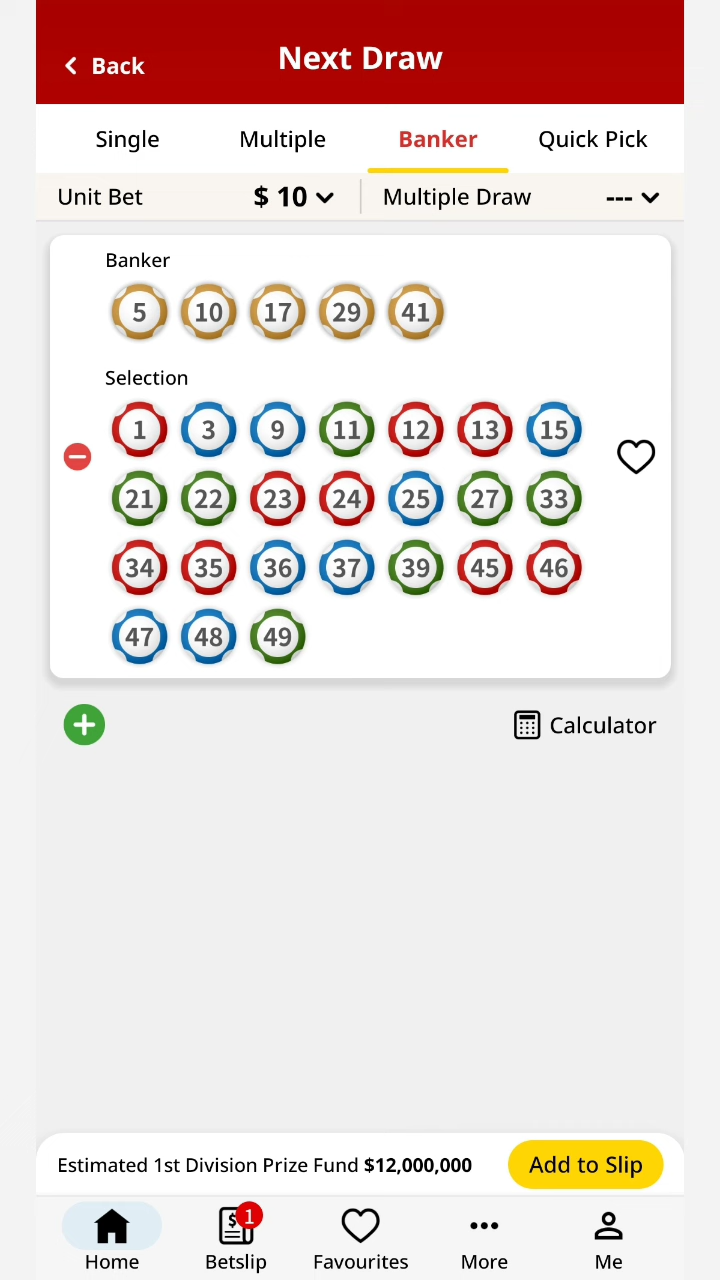 Back
Next Draw
Single Multiple Banker Quick Pick
Unit Bet $ 10 Multiple Draw ---
Banker
5 10 17 29 41
Selection
1 3 9 11 12 13 15
21 22 23 24 25 27 33
34 35 36 37 39 45 46
47 48 49
Calculator
Estimated 1st Division Prize Fund $12,000,000 Add to Slip
$ 1
Home Betslip Favourites More Me